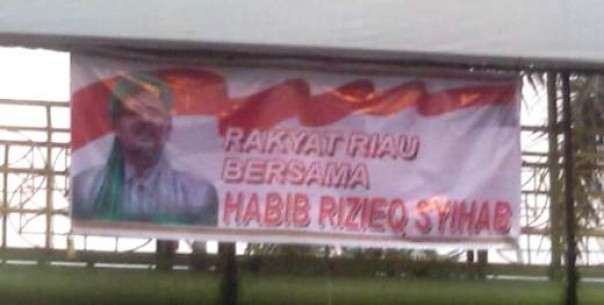 RAKYAT RIAU
BERSAMA
HABIB RIZIEQ SYIHAB